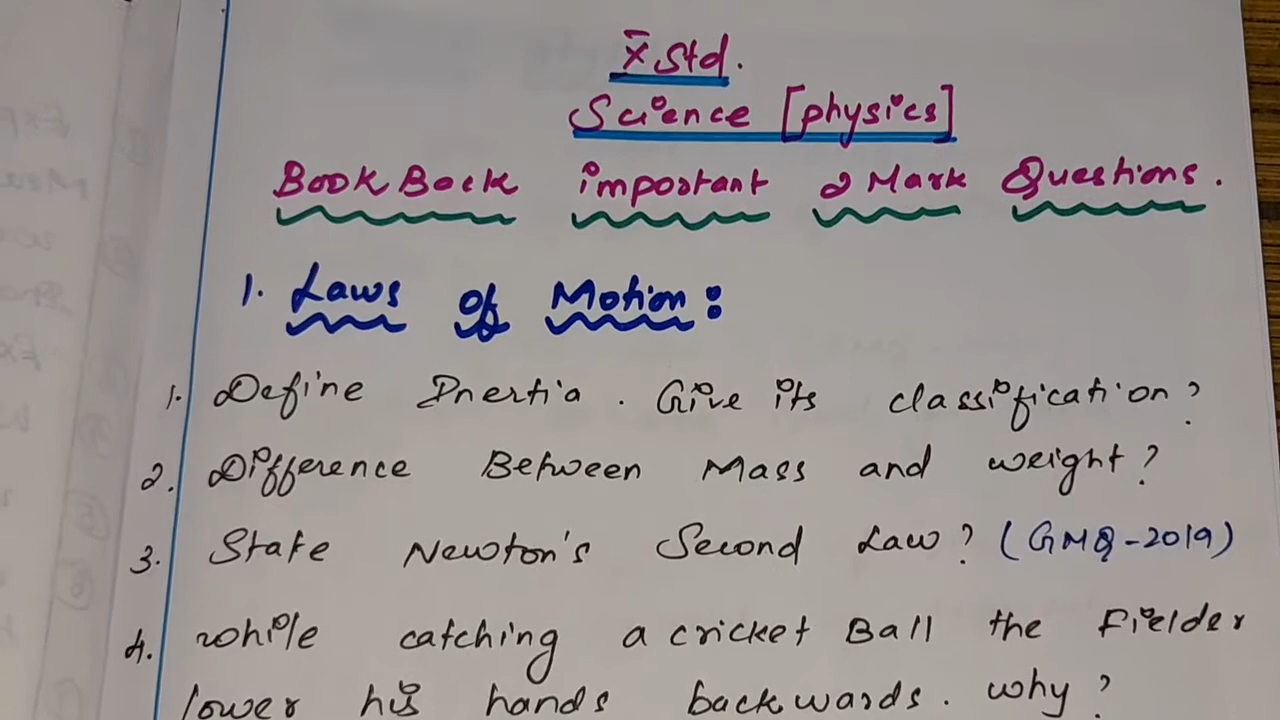 X Std.
Science [physics]
Book Back important 2 Mark Questions.
1. Laws of Motion:
1. Define Inertia. Give its classification?
2. Difference Between Mass and weight?
3. State Newton's Second Law? (GMQ-2019)
4. While catching a cricket Ball the Fielder
lower his hands backwards. why?